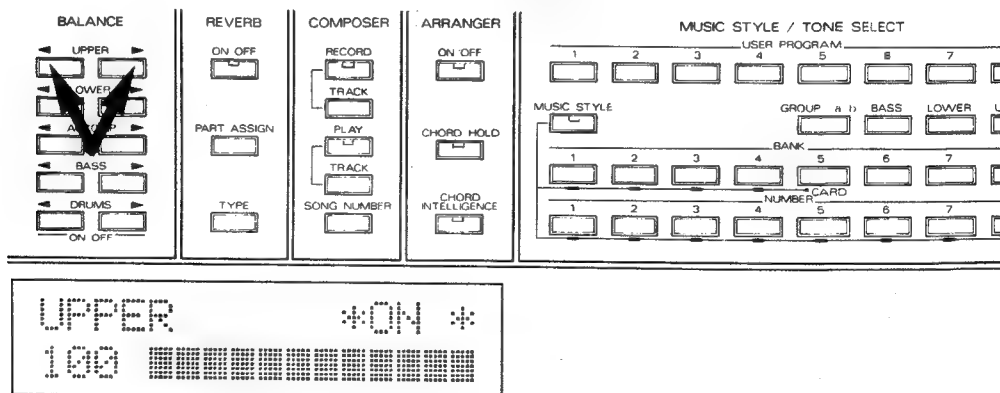 BALANCE
UPPER
LOWER
BASS
DRUMS
ON OFF
REVERB
ON OFF
PART ASSIGN
TYPE
COMPOSER
RECORD
TRACK
PLAY
TRACK
SONG NUMBER
ARRANGER
ON OFF
CHORD HOLD
CHORD
INTELLIGENCE
MUSIC STYLE / TONE SELECT
USER PROGRAM
1 2 3 4 5 6 7
MUSIC STYLE GROUP a b BASS LOWER
BANK
1 2 3 4 5 6 7
CARD
NUMBER
1 2 3 4 5 6 7
UPPER *ON *
100